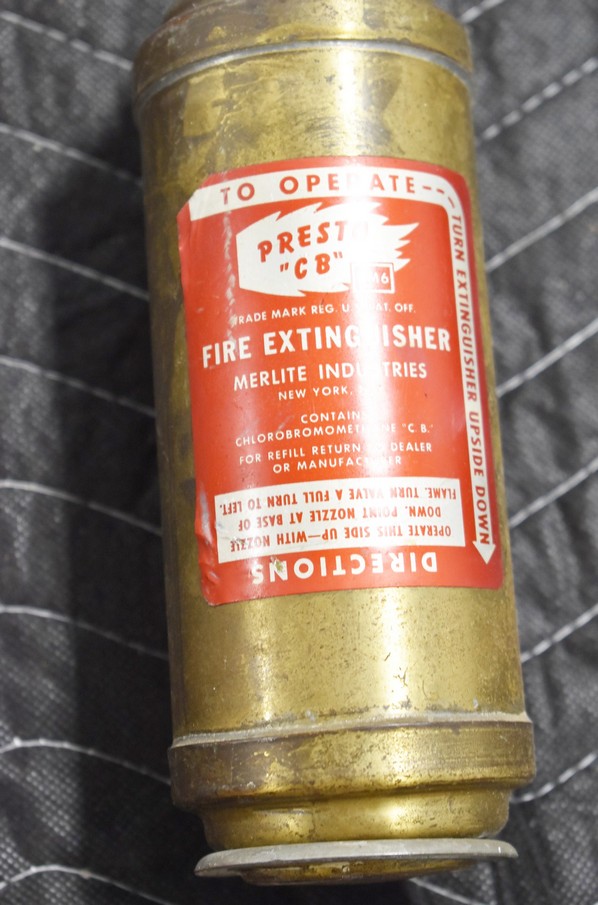 TO OPERATE---
TURN EXTINGUISHER UPSIDE DOWN
PRESTO
"CB"
TRADE MARK REG. U.S. PAT. OFF.
FIRE EXTINGUISHER
MERLITE INDUSTRIES
NEW YORK,
CONTAINS
CHLOROBROMOMETHANE "C.B."
FOR REFILL RETURN TO DEALER
OR MANUFACTURER
DIRECTIONS
OPERATE THIS SIDE UP—WITH NOZZLE
DOWN. POINT NOZZLE AT BASE OF
FLAME. TURN VALVE A FULL TURN TO LEFT.